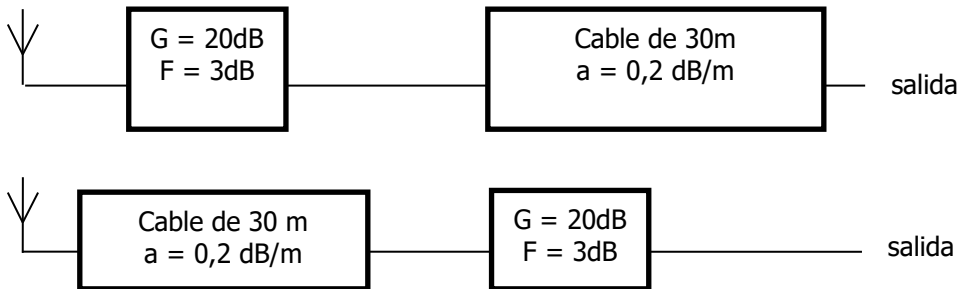 G = 20dB
F = 3dB
Cable de 30m
a = 0,2 dB/m
salida
Cable de 30 m
a = 0,2 dB/m
G = 20dB
F = 3dB
salida